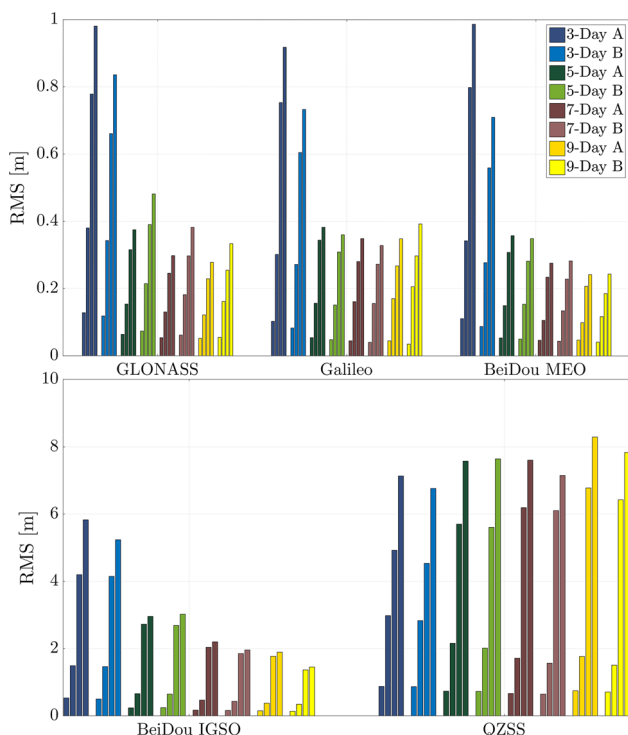 1
0.8
0.6
0.4
0.2
0
RMS [m]
3-Day A
3-Day B
5-Day A
5-Day B
7-Day A
7-Day B
9-Day A
9-Day B
GLONASS Galileo BeiDou MEO
10
8
6
4
2
0
RMS [m]
BeiDou IGSO QZSS